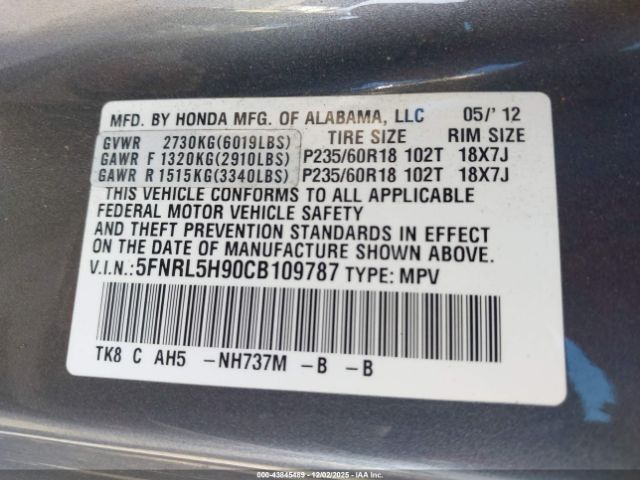 MFD. BY HONDA MFG. OF ALABAMA, LLC 05/' 12
GVWR 2730KG(6019LBS) TIRE SIZE RIM SIZE
GAWR F 1320KG(2910LBS) P235/60R18 102T 18X7J
GAWR R 1515KG(3340LBS) P235/60R18 102T 18X7J
THIS VEHICLE CONFORMS TO ALL APPLICABLE
FEDERAL MOTOR VEHICLE SAFETY
AND THEFT PREVENTION STANDARDS IN EFFECT
ON THE DATE OF MANUFACTURE SHOWN ABOVE.
V.I.N.:5FNRL5H90CB109787 TYPE: MPV
TK8 C AH5 -NH737M -B -B
© IAA - 43845489 - 12/02/2025 - © IAA